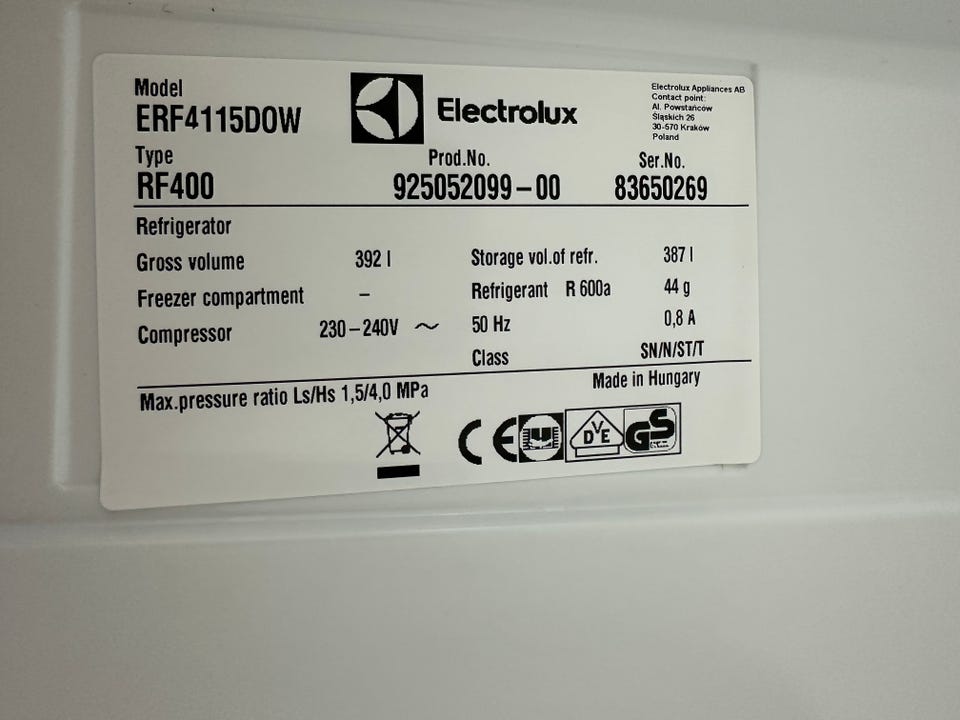 Model
ERF4115DOW
Electrolux
Electrolux Appliances AB
Contact point:
Al. Powstańców
Śląskich 26
30-570 Kraków
Poland
Type
RF400
Prod.No.
925052099-00
Ser.No.
83650269
Refrigerator
Gross volume 392 l
Freezer compartment –
Compressor 230-240V ~
Storage vol.of refr. 387 l
Refrigerant R 600a 44 g
50 Hz 0,8 A
Class SN/N/ST/T
Max.pressure ratio Ls/Hs 1,5/4,0 MPa
Made in Hungary
CE
DVE
GS